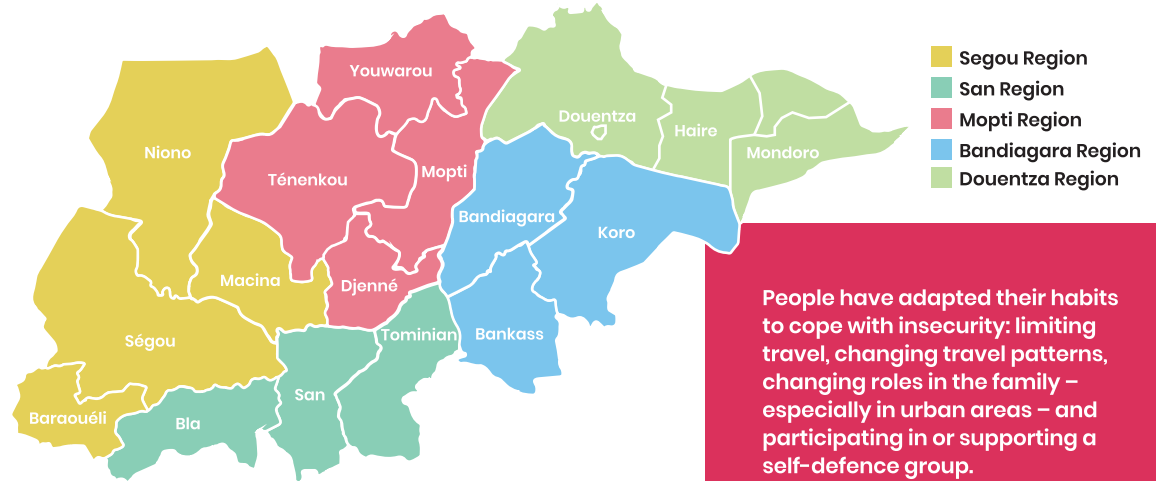 Youwarou
Niono
Ténenkou
Mopti
Douentza
Haire
Mondoro
Bandiagara
Koro
Macina
Djenné
Ségou
Tominian
Bankass
San
Baraouéli
Bla
Segou Region
San Region
Mopti Region
Bandiagara Region
Douentza Region
People have adapted their habits
to cope with insecurity: limiting
travel, changing travel patterns,
changing roles in the family –
especially in urban areas – and
participating in or supporting a
self-defence group.